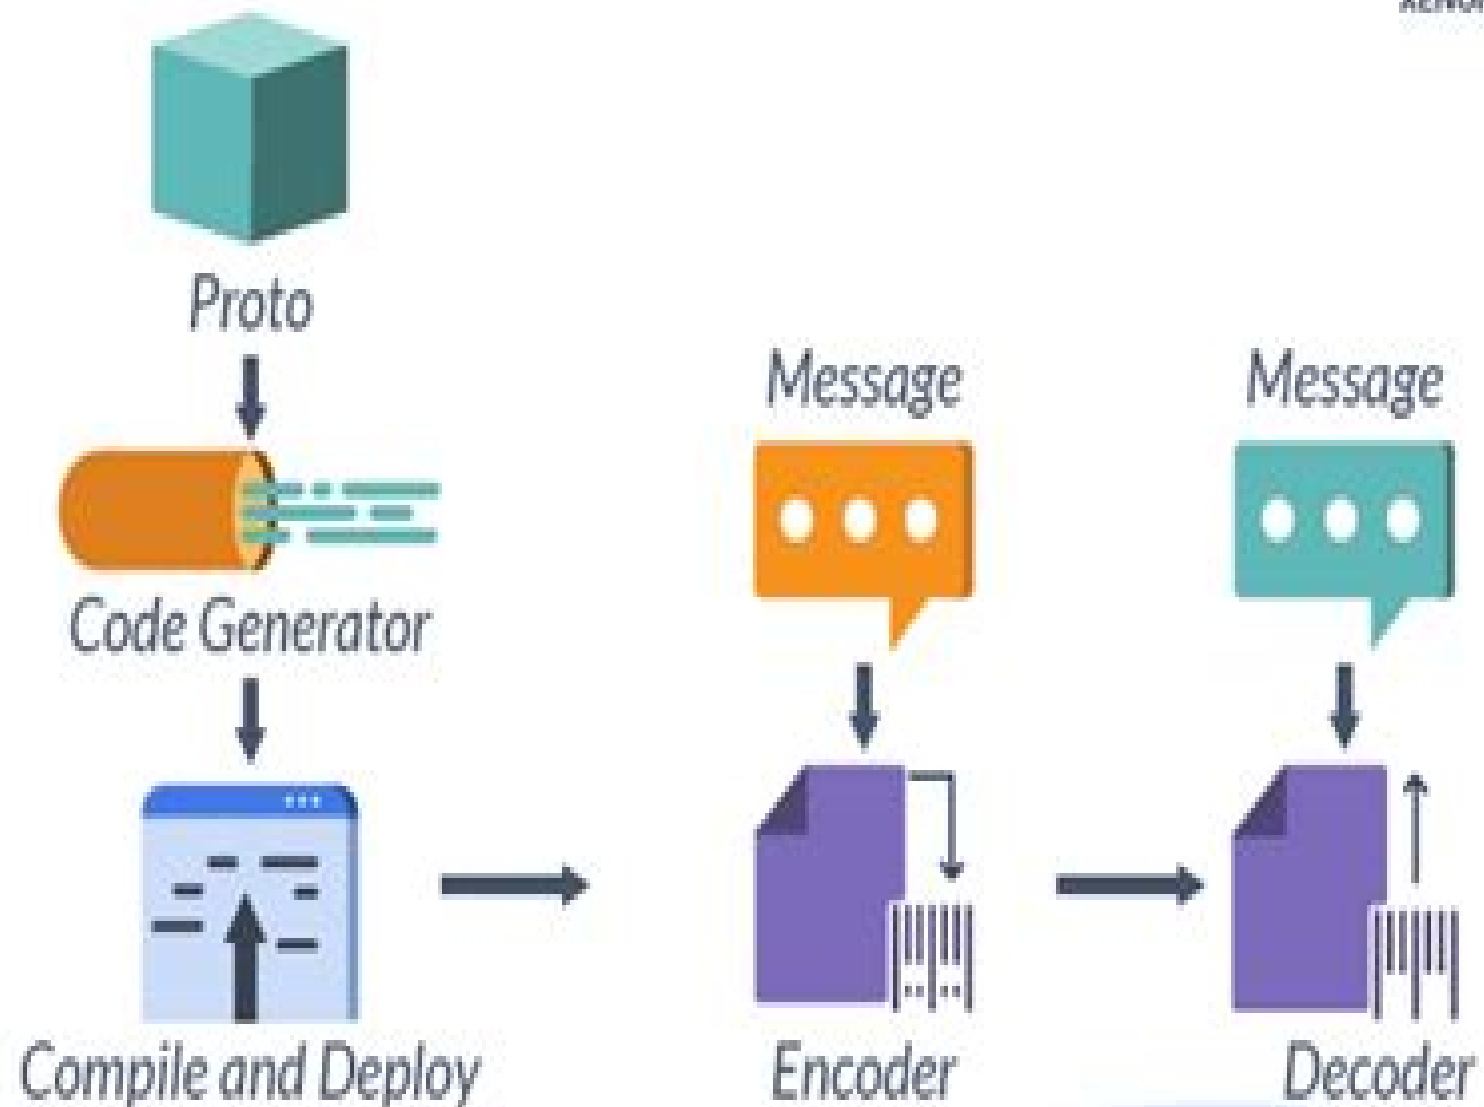 Proto
Code Generator
Compile and Deploy
Message
Encoder
Message
Decoder